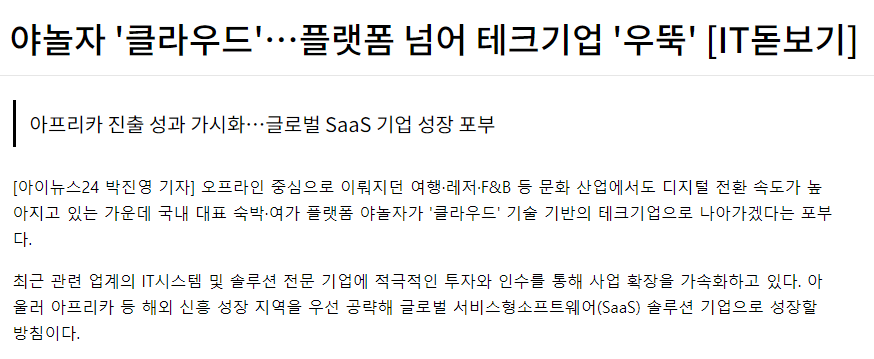 야놀자 '클라우드'…플랫폼 넘어 테크기업 '우뚝' [IT돋보기]
아프리카 진출 성과 가시화…글로벌 SaaS 기업 성장 포부
[아이뉴스24 박진영 기자] 오프라인 중심으로 이뤄지던 여행·레저·F&B 등 문화 산업에서도 디지털 전환 속도가 높
아지고 있는 가운데 국내 대표 숙박·여가 플랫폼 야놀자가 '클라우드' 기술 기반의 테크기업으로 나아가겠다는 포부
다.
최근 관련 업계의 IT시스템 및 솔루션 전문 기업에 적극적인 투자와 인수를 통해 사업 확장을 가속화하고 있다. 아
울러 아프리카 등 해외 신흥 성장 지역을 우선 공략해 글로벌 서비스형소프트웨어(SaaS) 솔루션 기업으로 성장할
방침이다.